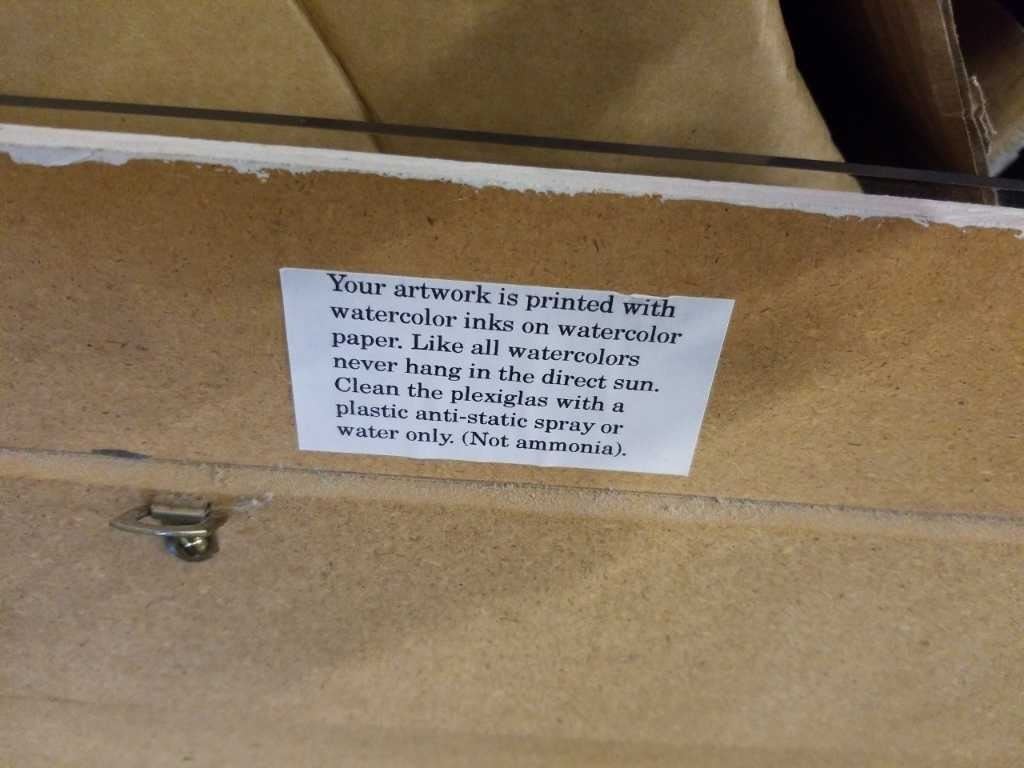 Your artwork is printed with
watercolor inks on watercolor
paper. Like all watercolors
never hang in the direct sun.
Clean the plexiglas with a
plastic anti-static spray or
water only. (Not ammonia).